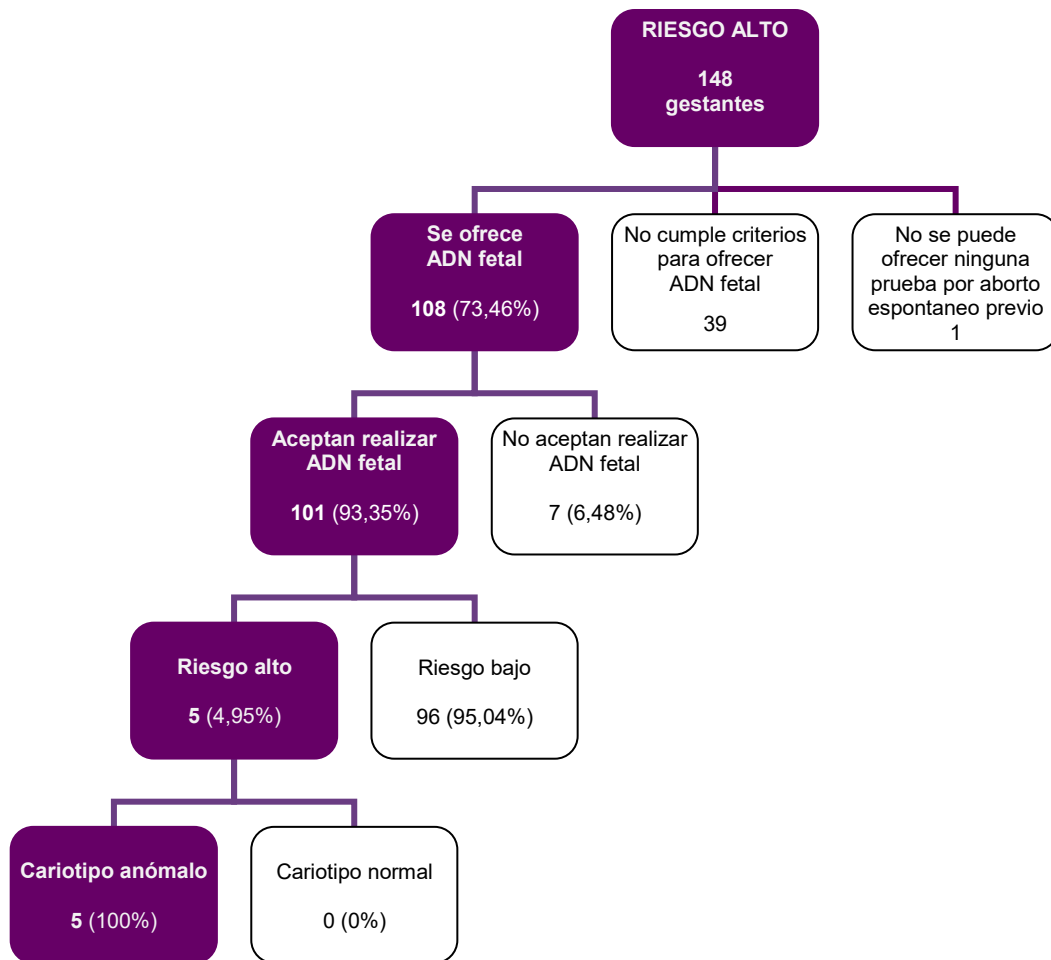 RIESGO ALTO
148
gestantes
Se ofrece
ADN fetal
108 (73,46%)
No cumple criterios
para ofrecer
ADN fetal
39
No se puede
ofrecer ninguna
prueba por aborto
espontaneo previo
1
Aceptan realizar
ADN fetal
101 (93,35%)
No aceptan realizar
ADN fetal
7 (6,48%)
Riesgo alto
5 (4,95%)
Riesgo bajo
96 (95,04%)
Cariotipo anómalo
5 (100%)
Cariotipo normal
0 (0%)